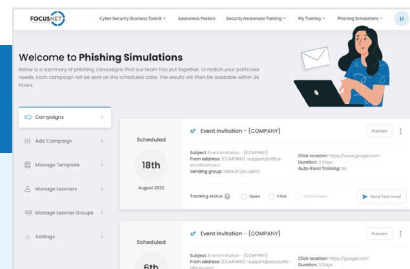 FOCUSNET
Cyber Security Business Toolkit
Awareness Posters
Security Awareness Training
My Training
Phishing Simulations
LI
Welcome to Phishing Simulations
Below is a summary of phishing campaigns that our team has put together, to match your particular
needs. Each campaign will be sent on the scheduled date. The results will then be available within 24
hours.
Campaigns
Add Campaign
Manage Template
Manage Learners
Manage Learner Groups
Settings
Scheduled
18th
August 2022
Event Invitation - [COMPANY]
Preview
Subject: Event Invitation - [COMPANY]
From address: [COMPANY]
Sending group: Default (all users)
Click location: https://www.google.com
Duration: 3 Days
Auto-Enrol Training: No
Tracking status
Open
Click
Send Test Email
Scheduled
6th
Event Invitation - [COMPANY]
Preview
Subject: Event Invitation - [COMPANY]
From address: [COMPANY]
Click location: https://google.com
Duration: 3 Days